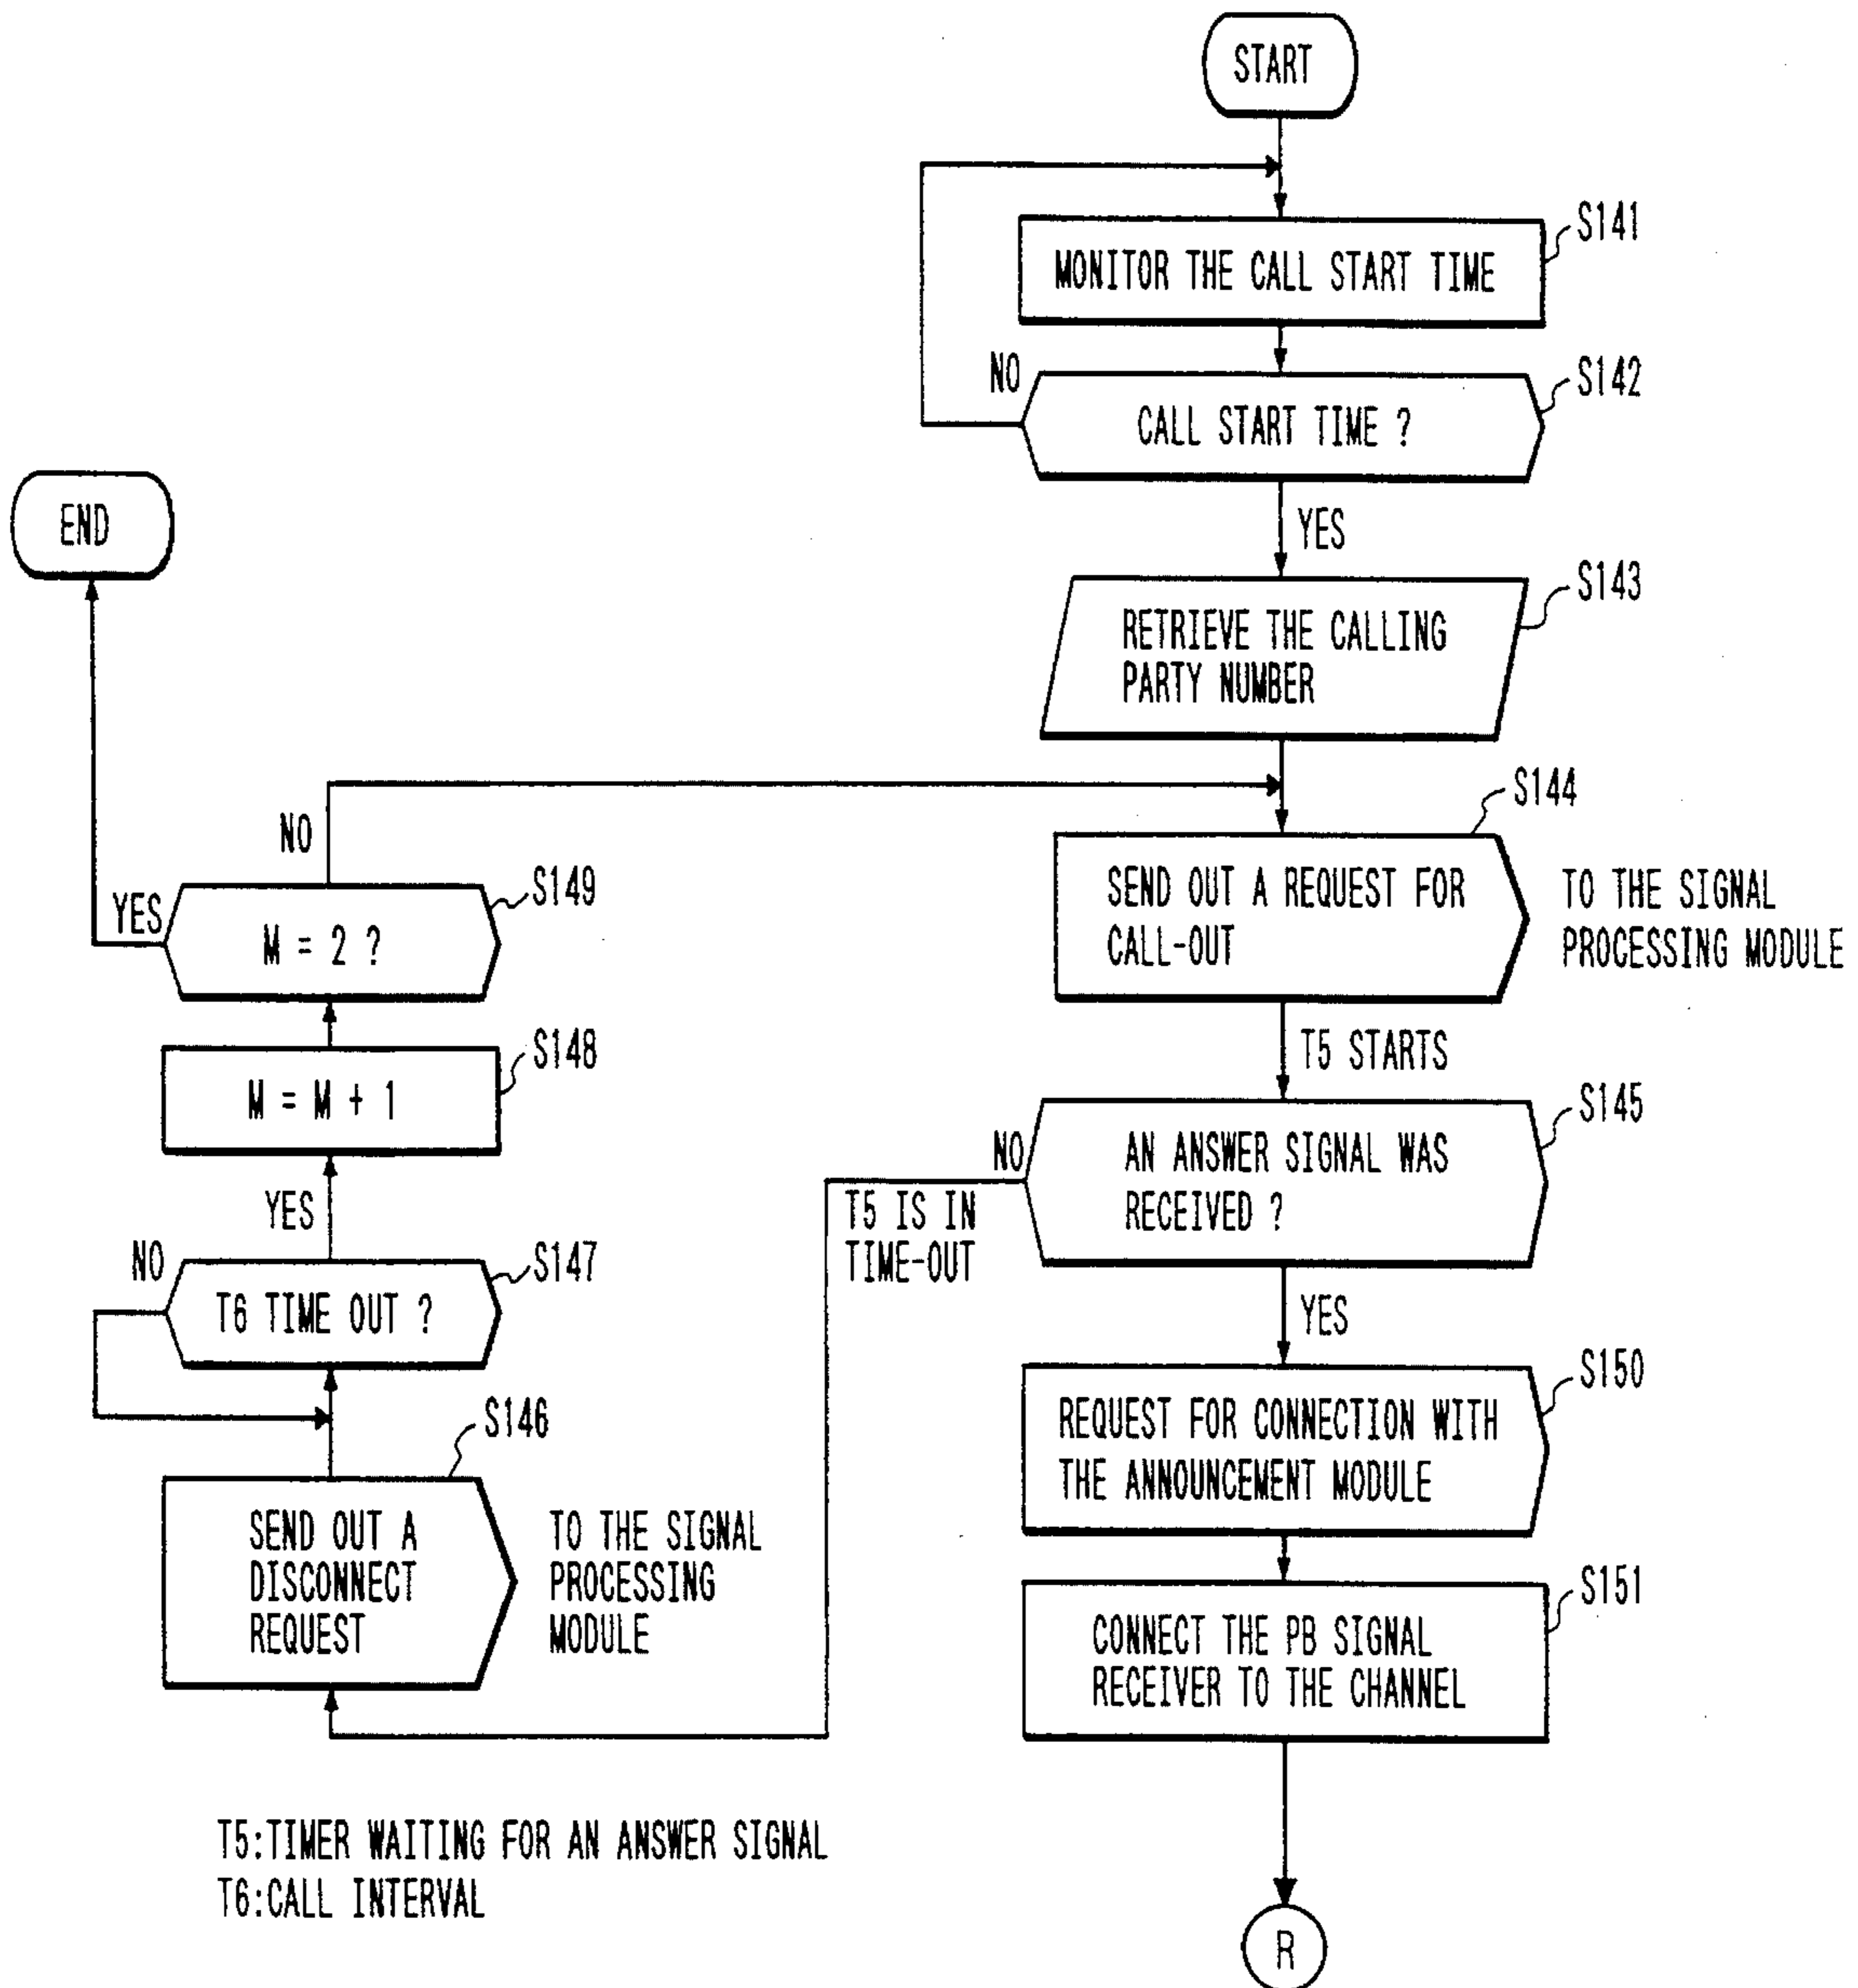 START
S141
MONITOR THE CALL START TIME
S142
NO
CALL START TIME ?
YES
END
S143
RETRIEVE THE CALLING
PARTY NUMBER
S144
NO
SEND OUT A REQUEST FOR
CALL-OUT
TO THE SIGNAL
PROCESSING MODULE
S149
YES
M = 2 ?
T5 STARTS
S148
M = M + 1
S145
NO
AN ANSWER SIGNAL WAS
RECEIVED ?
T5 IS IN
TIME-OUT
YES
NO
S147
T6 TIME OUT ?
YES
S150
REQUEST FOR CONNECTION WITH
THE ANNOUNCEMENT MODULE
S146
SEND OUT A
DISCONNECT
REQUEST
TO THE SIGNAL
PROCESSING
MODULE
S151
CONNECT THE PB SIGNAL
RECEIVER TO THE CHANNEL
T5:TIMER WAITING FOR AN ANSWER SIGNAL
T6:CALL INTERVAL
R